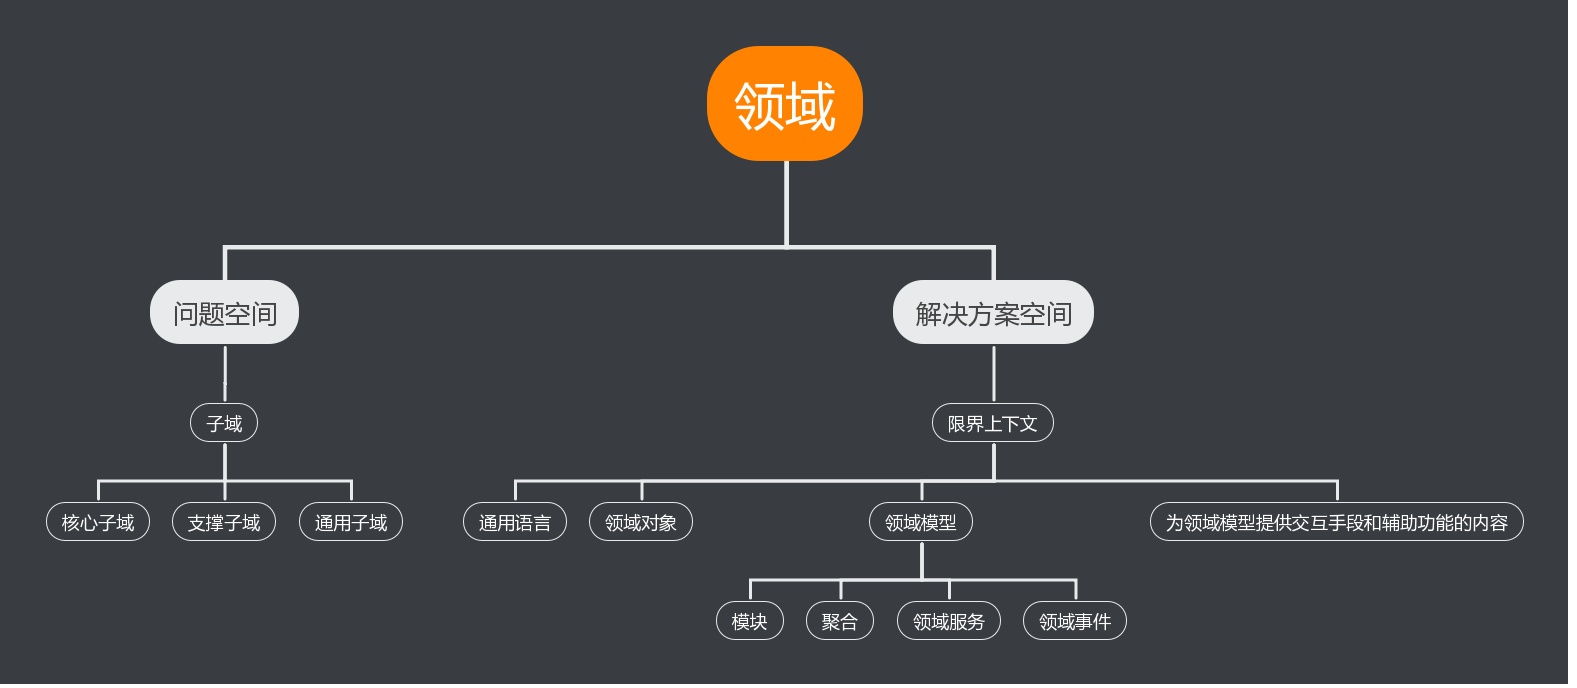 领域
问题空间
解决方案空间
子域
限界上下文
核心子域
支撑子域
通用子域
通用语言
领域对象
领域模型
为领域模型提供交互手段和辅助功能的内容
模块
聚合
领域服务
领域事件